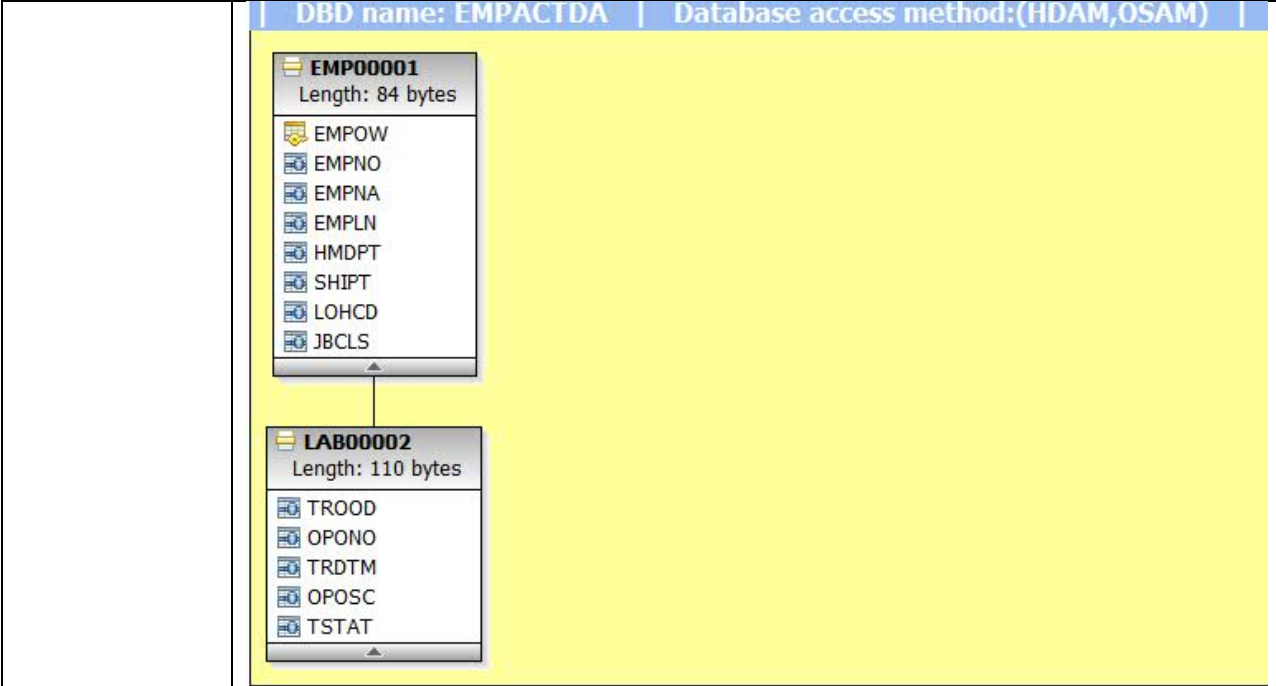 DBD name: EMPACTDA | Database access method:(HDAM,OSAM) |
EMP00001
Length: 84 bytes
EMPOW
EMPNO
EMPNA
EMPLN
HMDPT
SHIPT
LOHCD
JBCLS
LAB00002
Length: 110 bytes
TROOD
OPONO
TRDTM
OPOSC
TSTAT